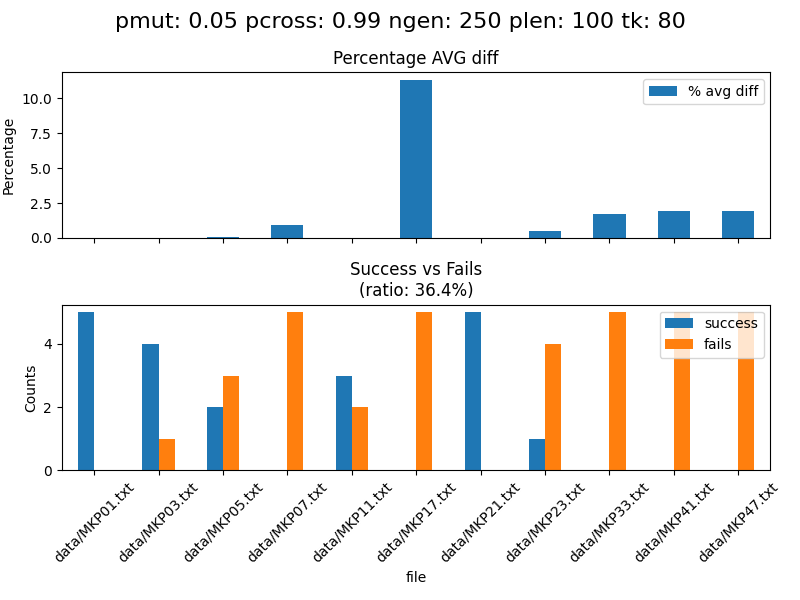 pmut: 0.05 pcross: 0.99 ngen: 250 plen: 100 tk: 80
Percentage AVG diff
Percentage
10.0
7.5
5.0
2.5
0.0
% avg diff
Success vs Fails
(ratio: 36.4%)
Counts
4
2
0
success
fails
data/MKP01.txt
data/MKP03.txt
data/MKP05.txt
data/MKP07.txt
data/MKP11.txt
data/MKP17.txt
data/MKP21.txt
data/MKP23.txt
data/MKP33.txt
data/MKP41.txt
data/MKP47.txt
file